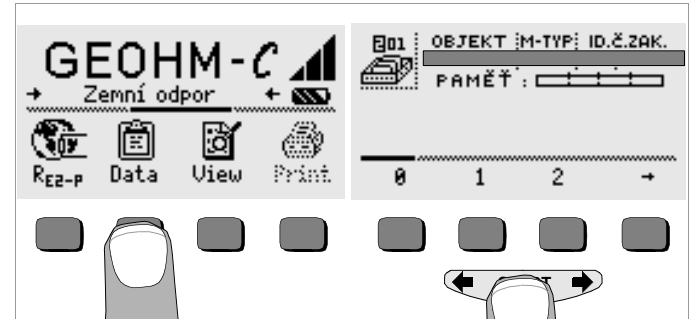 GEOHM-C
→ Zemní odpor ←
RE2-P Data View Print
01 OBJEKT M-TYP ID.Č.ZAK.
PAMĚŤ :
0 1 2 →